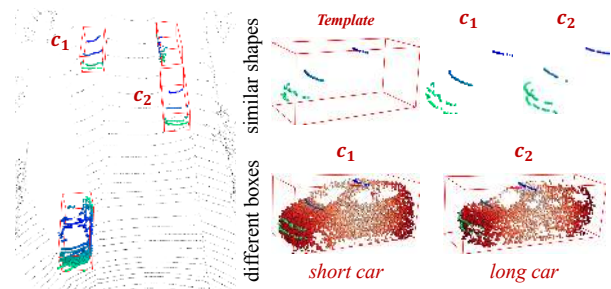 c1
c2
similar shapes
Template
c1
c2
different boxes
c1
c2
short car
long car